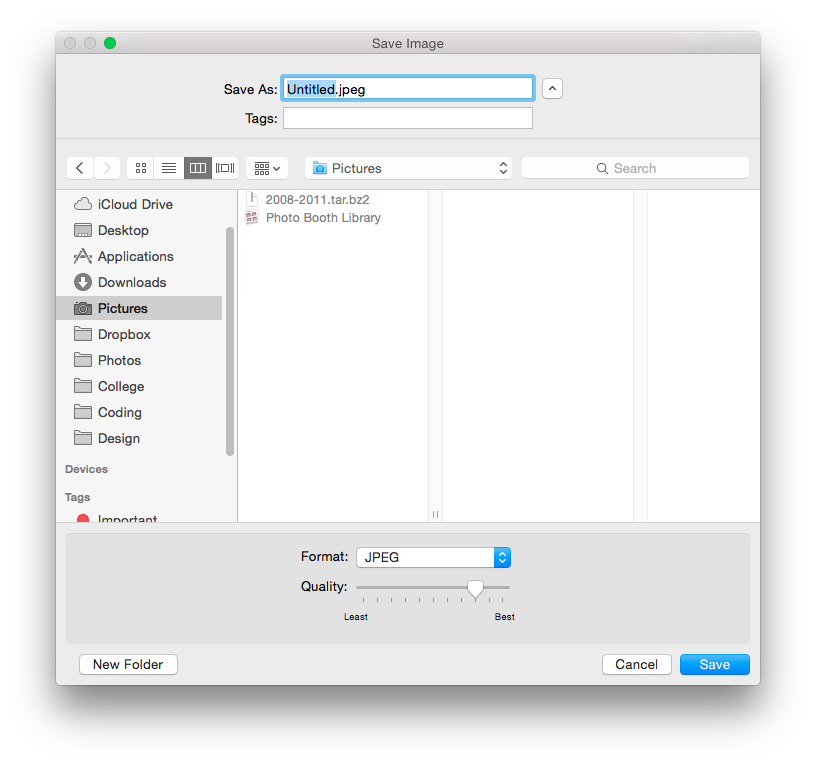 Save Image
Save As: Untitled.jpeg
Tags:
Pictures
Search
iCloud Drive
Desktop
Applications
Downloads
Pictures
Dropbox
Photos
College
Coding
Design
Devices
Tags
Important
2008-2011.tar.bz2
Photo Booth Library
Format: JPEG
Quality:
Least Best
New Folder Cancel Save